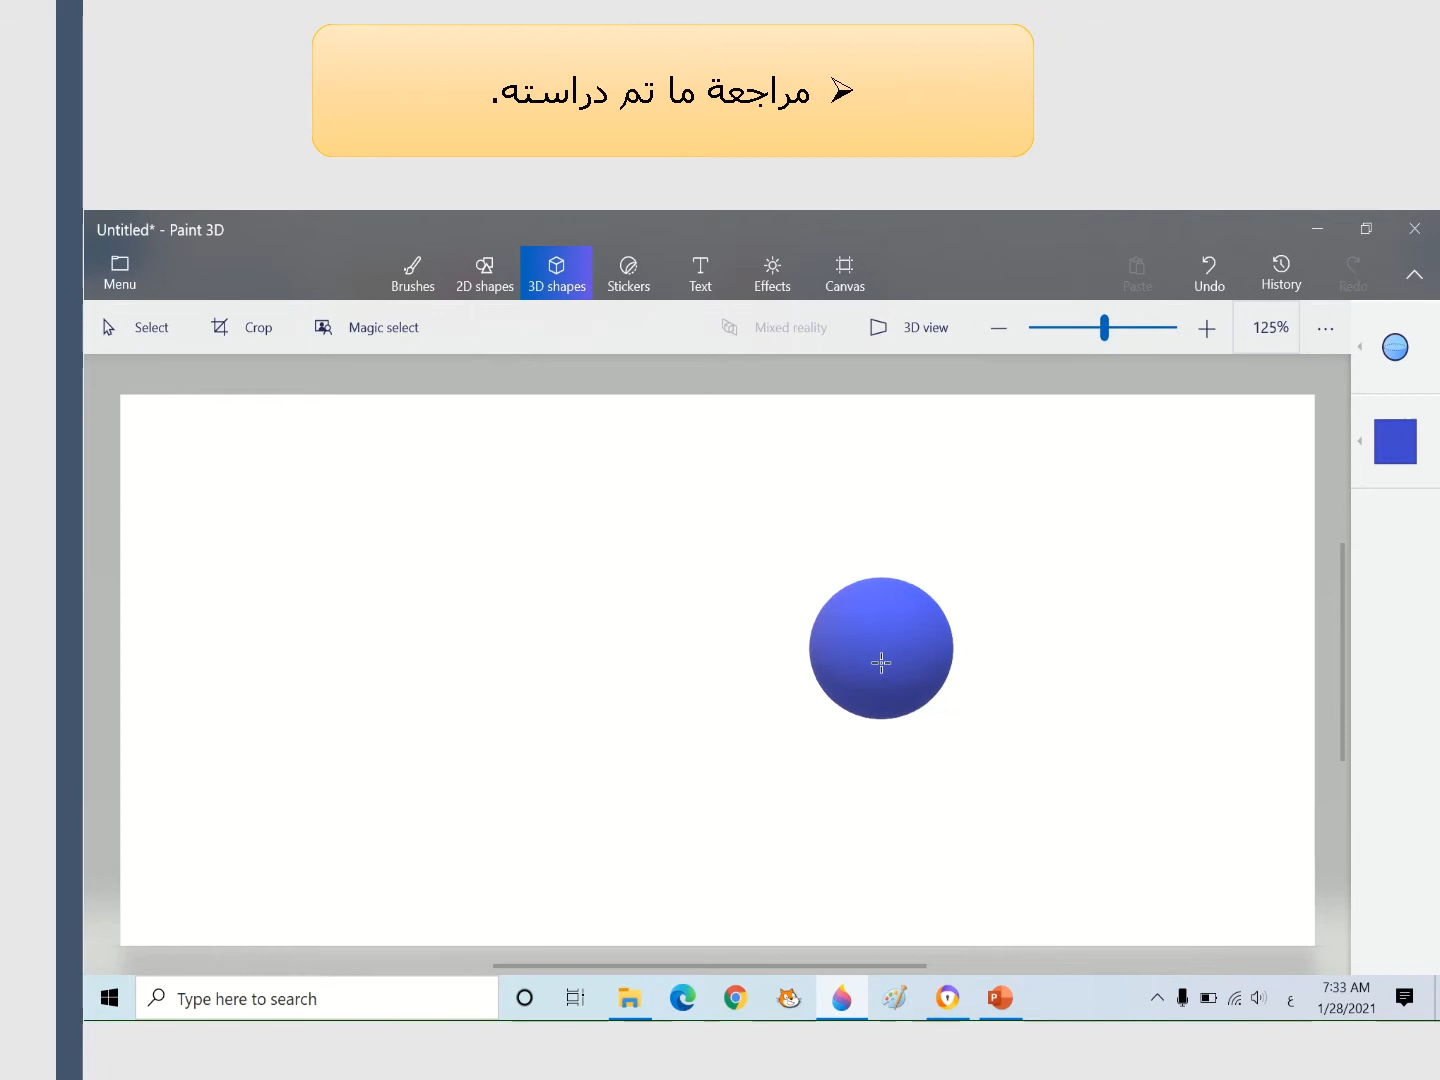 ➢ مراجعة ما تم دراسته.
Untitled* - Paint 3D
Menu
Brushes
2D shapes
3D shapes
Stickers
Text
Effects
Canvas
Paste
Undo
History
Redo
Select
Crop
Magic select
Mixed reality
3D view
125%
Type here to search
ع
7:33 AM
1/28/2021